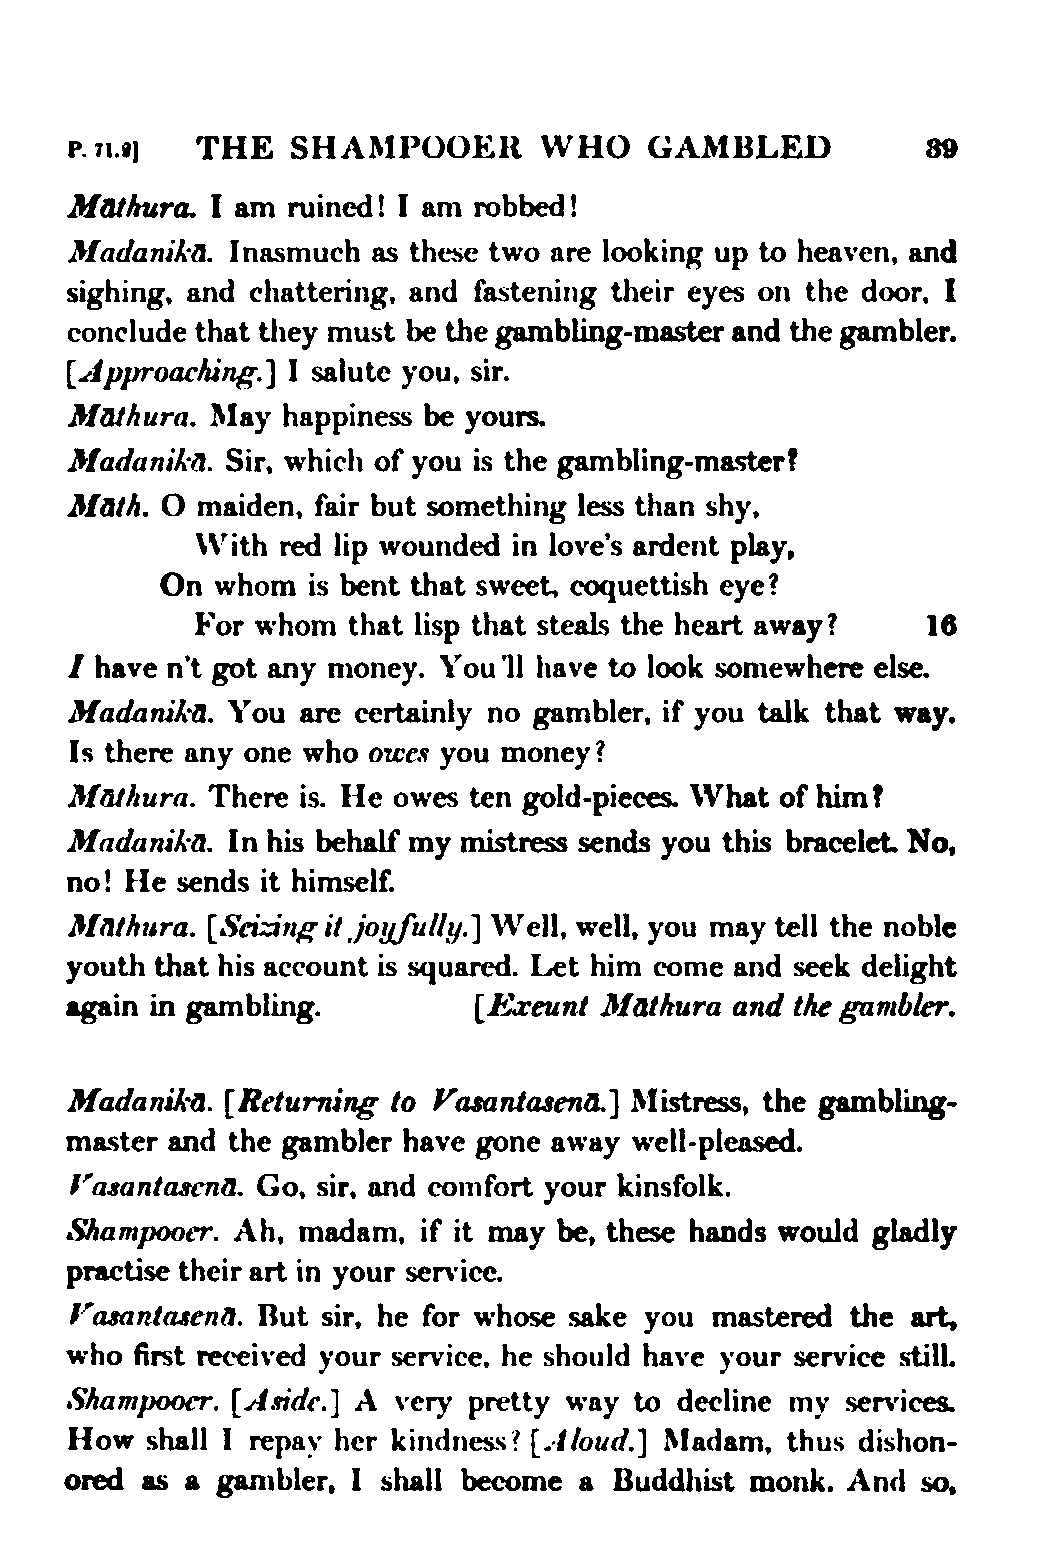 P. 71.9] THE SHAMPOOER WHO GAMBLED 39
Māthura. I am ruined! I am robbed!
Madanikā. Inasmuch as these two are looking up to heaven, and
sighing, and chattering, and fastening their eyes on the door, I
conclude that they must be the gambling-master and the gambler.
[Approaching.] I salute you, sir.
Māthura. May happiness be yours.
Madanikā. Sir, which of you is the gambling-master?
Māth. O maiden, fair but something less than shy,
With red lip wounded in love's ardent play,
On whom is bent that sweet, coquettish eye?
For whom that lisp that steals the heart away? 16
I have n't got any money. You 'll have to look somewhere else.
Madanikā. You are certainly no gambler, if you talk that way.
Is there any one who owes you money?
Māthura. There is. He owes ten gold-pieces. What of him?
Madanikā. In his behalf my mistress sends you this bracelet. No,
no! He sends it himself.
Māthura. [Seizing it joyfully.] Well, well, you may tell the noble
youth that his account is squared. Let him come and seek delight
again in gambling. [Exeunt Māthura and the gambler.
Madanikā. [Returning to Vasantasenā.] Mistress, the gambling-
master and the gambler have gone away well-pleased.
Vasantasenā. Go, sir, and comfort your kinsfolk.
Shampooer. Ah, madam, if it may be, these hands would gladly
practise their art in your service.
Vasantasenā. But sir, he for whose sake you mastered the art,
who first received your service, he should have your service still.
Shampooer. [Aside.] A very pretty way to decline my services.
How shall I repay her kindness? [Aloud.] Madam, thus dishon-
ored as a gambler, I shall become a Buddhist monk. And so,